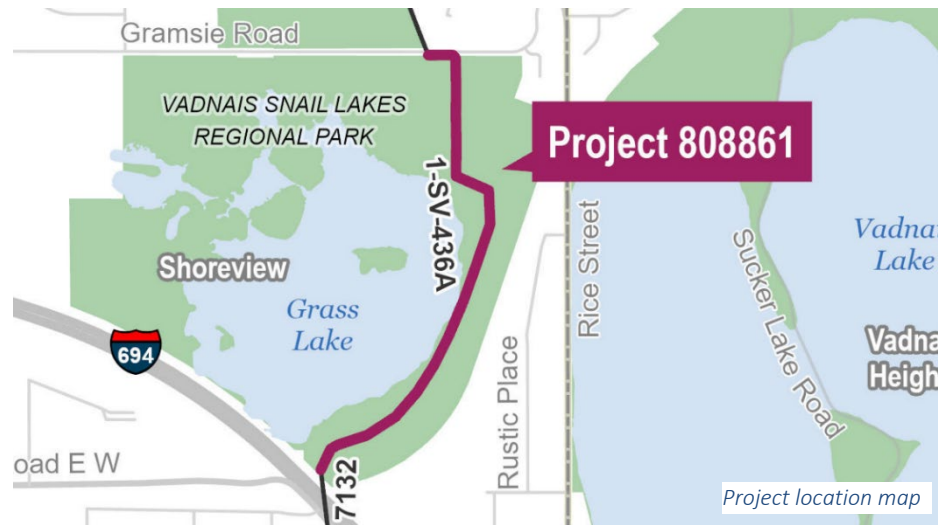 Gramsie Road
VADNAIS SNAIL LAKES
REGIONAL PARK
Project 808861
1-SV-436A
Shoreview
Grass
Lake
694
Rice Street
Rustic Place
Sucker Lake Road
Vadnai
Lake
Vadna
Heigh
oad E W
7132
Project location map